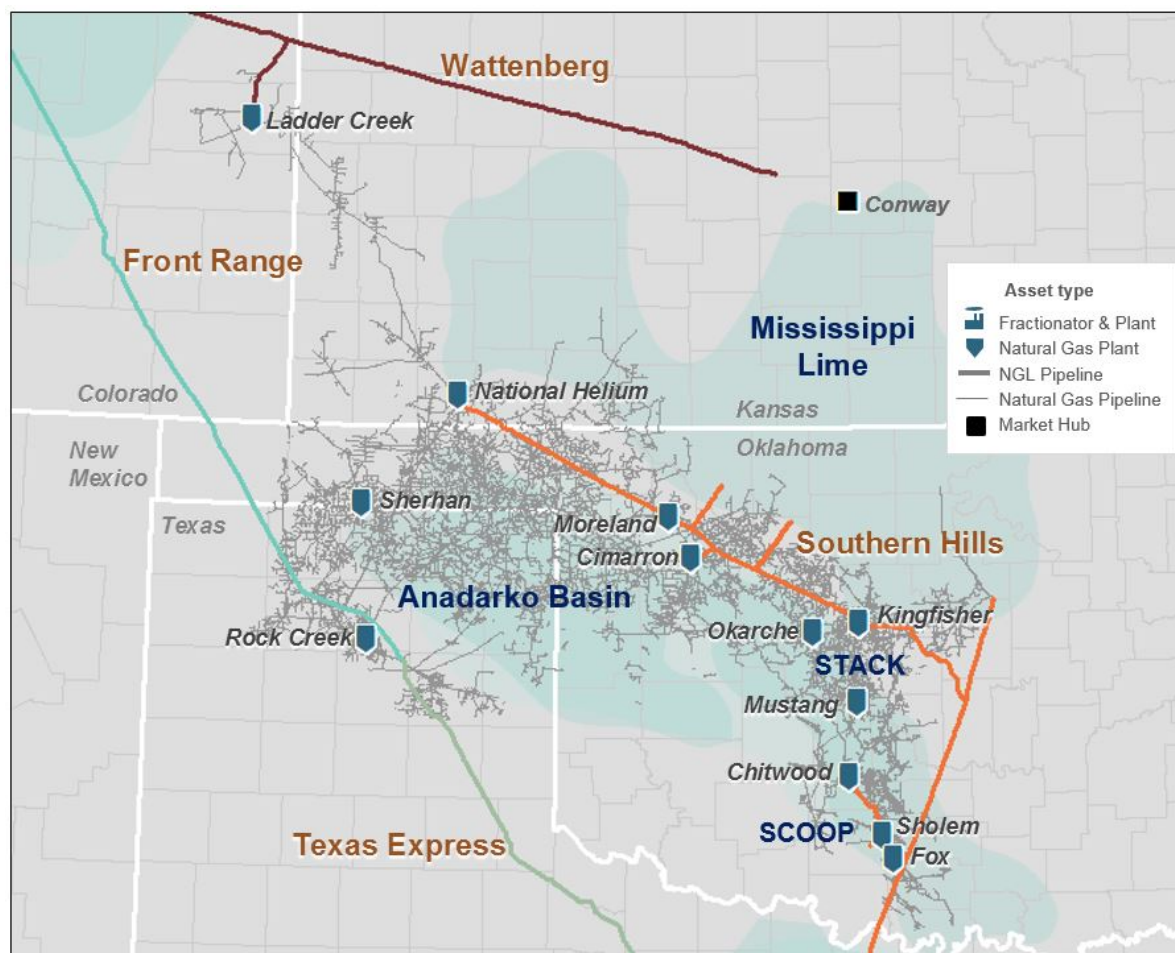 Wattenberg
Ladder Creek
Conway
Front Range
Asset type
Fractionator & Plant
Natural Gas Plant
NGL Pipeline
Natural Gas Pipeline
Market Hub
Mississippi
Lime
National Helium
Colorado
Kansas
Oklahoma
New
Mexico
Sherhan
Texas
Moreland
Southern Hills
Cimarron
Anadarko Basin
Kingfisher
Rock Creek
Okarche
STACK
Mustang
Chitwood
SCOOP
Sholem
Texas Express
Fox